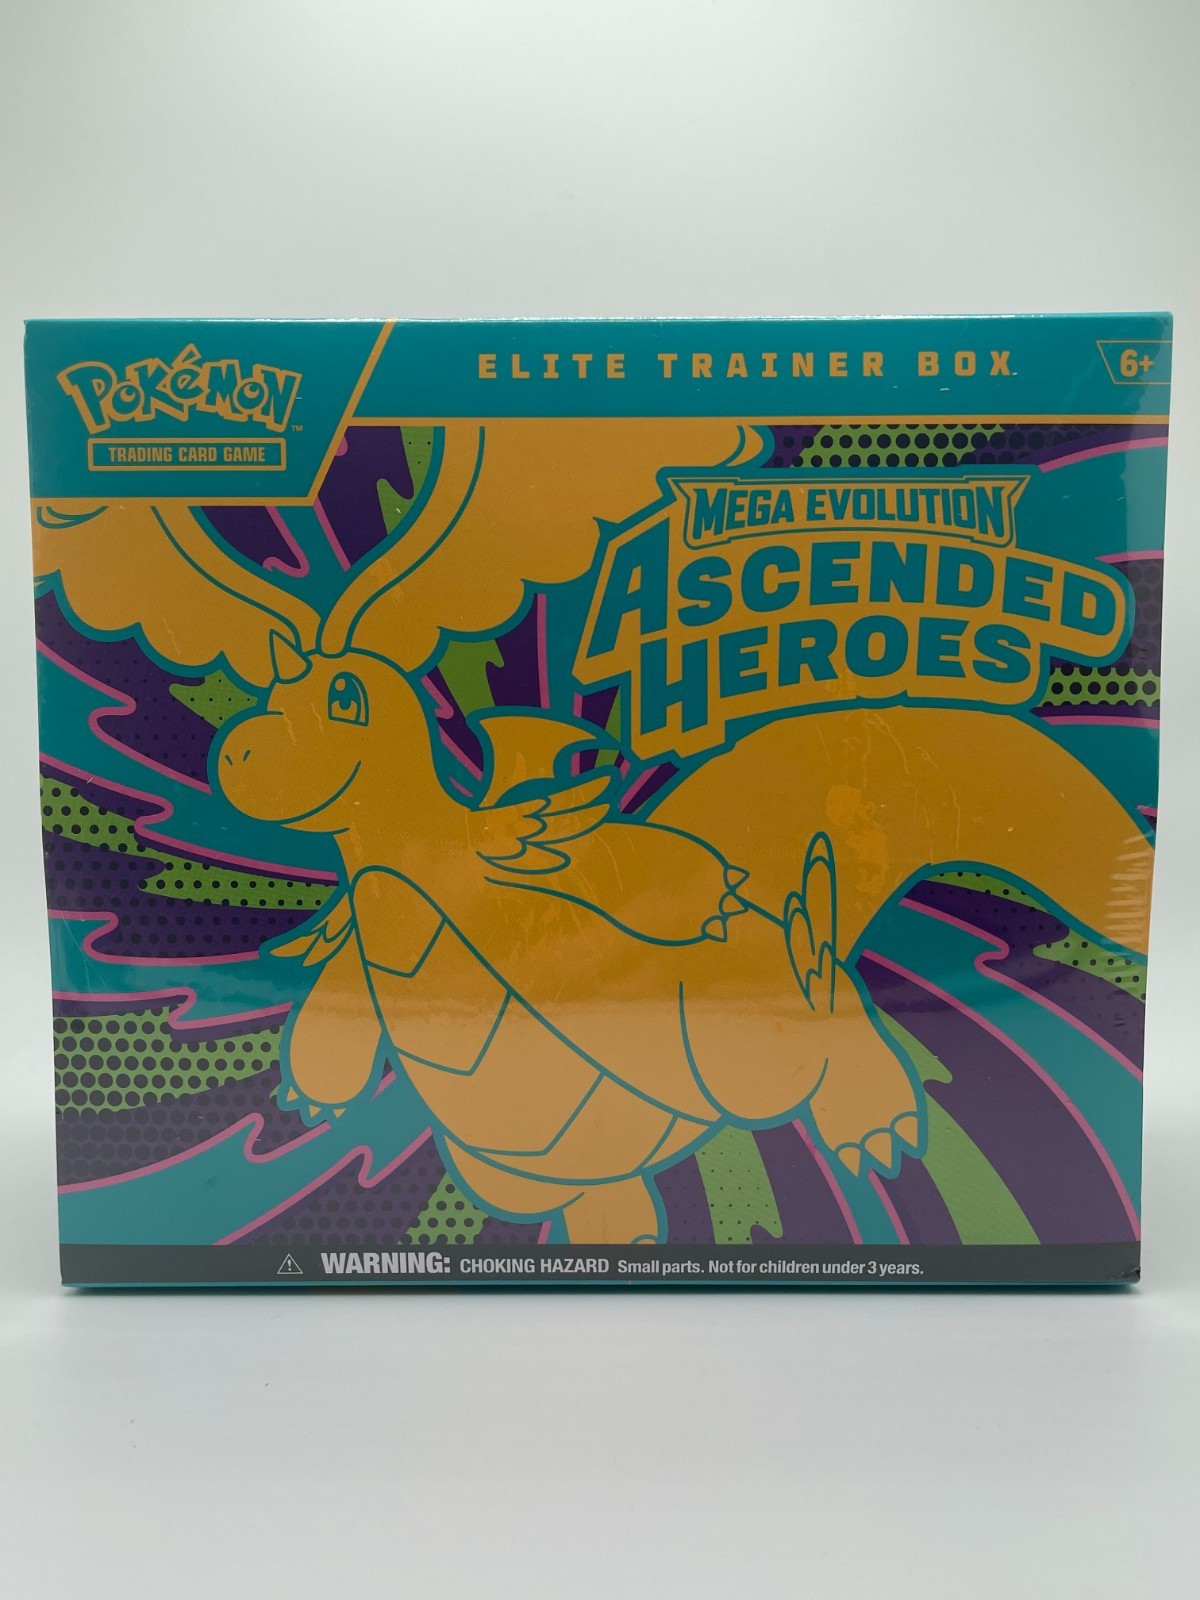 POKéMON™
TRADING CARD GAME
ELITE TRAINER BOX
6+
MEGA EVOLUTION
ASCENDED
HEROES
WARNING: CHOKING HAZARD Small parts. Not for children under 3 years.